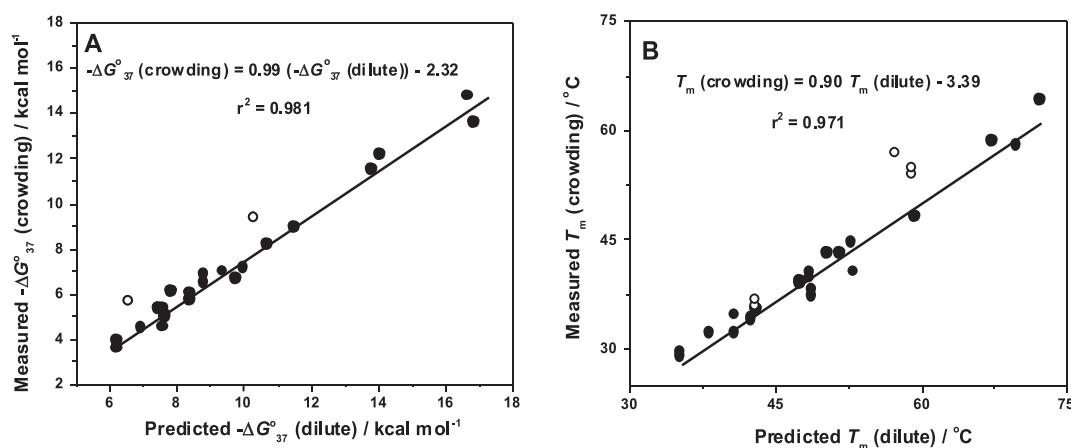 A
-ΔG°37 (crowding) = 0.99 (-ΔG°37 (dilute)) - 2.32
r² = 0.981
Measured -ΔG°37 (crowding) / kcal mol-1
18
16
14
12
10
8
6
4
2
6 8 10 12 14 16 18
Predicted -ΔG°37 (dilute) / kcal mol-1
B
Tm (crowding) = 0.90 Tm (dilute) - 3.39
r² = 0.971
Measured Tm (crowding) / °C
75
60
45
30
30 45 60 75
Predicted Tm (dilute) / °C